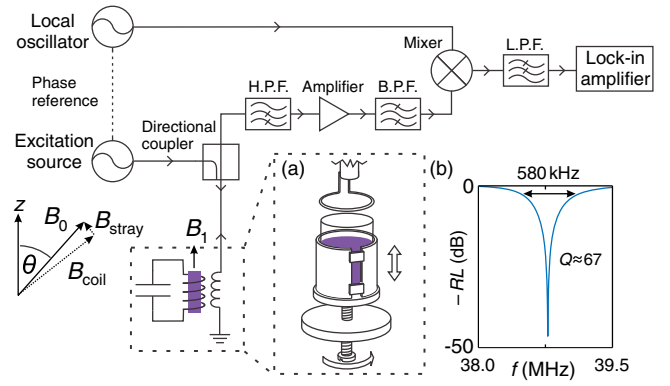 Local
oscillator
Phase
reference
Excitation
source
Directional
coupler
H.P.F.
Amplifier
B.P.F.
Mixer
L.P.F.
Lock-in
amplifier
z
B0
Bstray
θ
Bcoil
B1
(a)
(b)
580 kHz
0
−RL (dB)
Q≈67
-50
38.0
f (MHz)
39.5